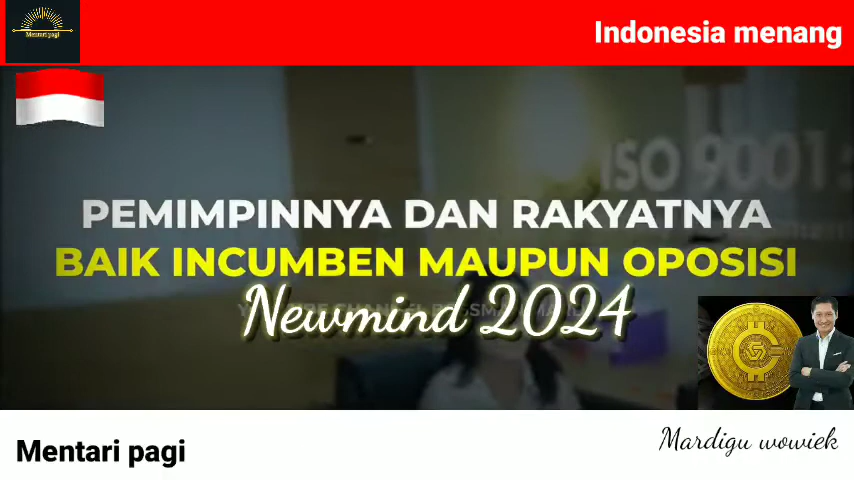 Mentari pagi
Indonesia menang
ISO 9001:
PEMIMPINNYA DAN RAKYATNYA
BAIK INCUMBEN MAUPUN OPOSISI
Newmind 2024
Mentari pagi
Mardigu wowiek